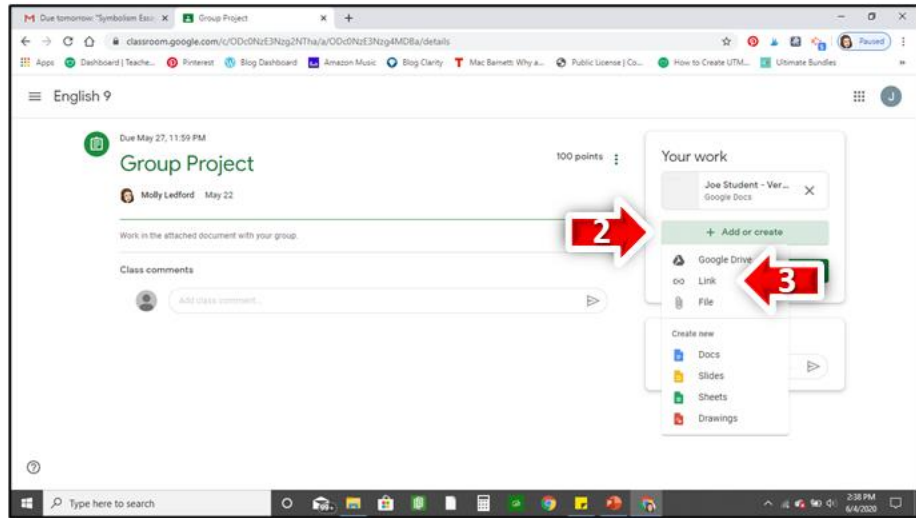 Due tomorrow: "Symbolism Essa
Group Project
classroom.google.com/c/ODc0NzE3Nzg2NTha/a/ODc0NzE3Nzg4MDBa/details
Paused
Apps
Dashboard | Teache...
Pinterest
Blog Dashboard
Amazon Music
Blog Clarity
Mac Barnett: Why a...
Public License | Co...
How to Create UTM...
Ultimate Bundles
English 9
J
Due May 27, 11:59 PM
Group Project
100 points
Molly Ledford May 22
Work in the attached document with your group.
Class comments
Add class comment...
Your work
Joe Student - Ver...
Google Docs
2
+ Add or create
Google Drive
Link
3
File
Create new
Docs
Slides
Sheets
Drawings
Type here to search
2:38 PM
6/4/2020